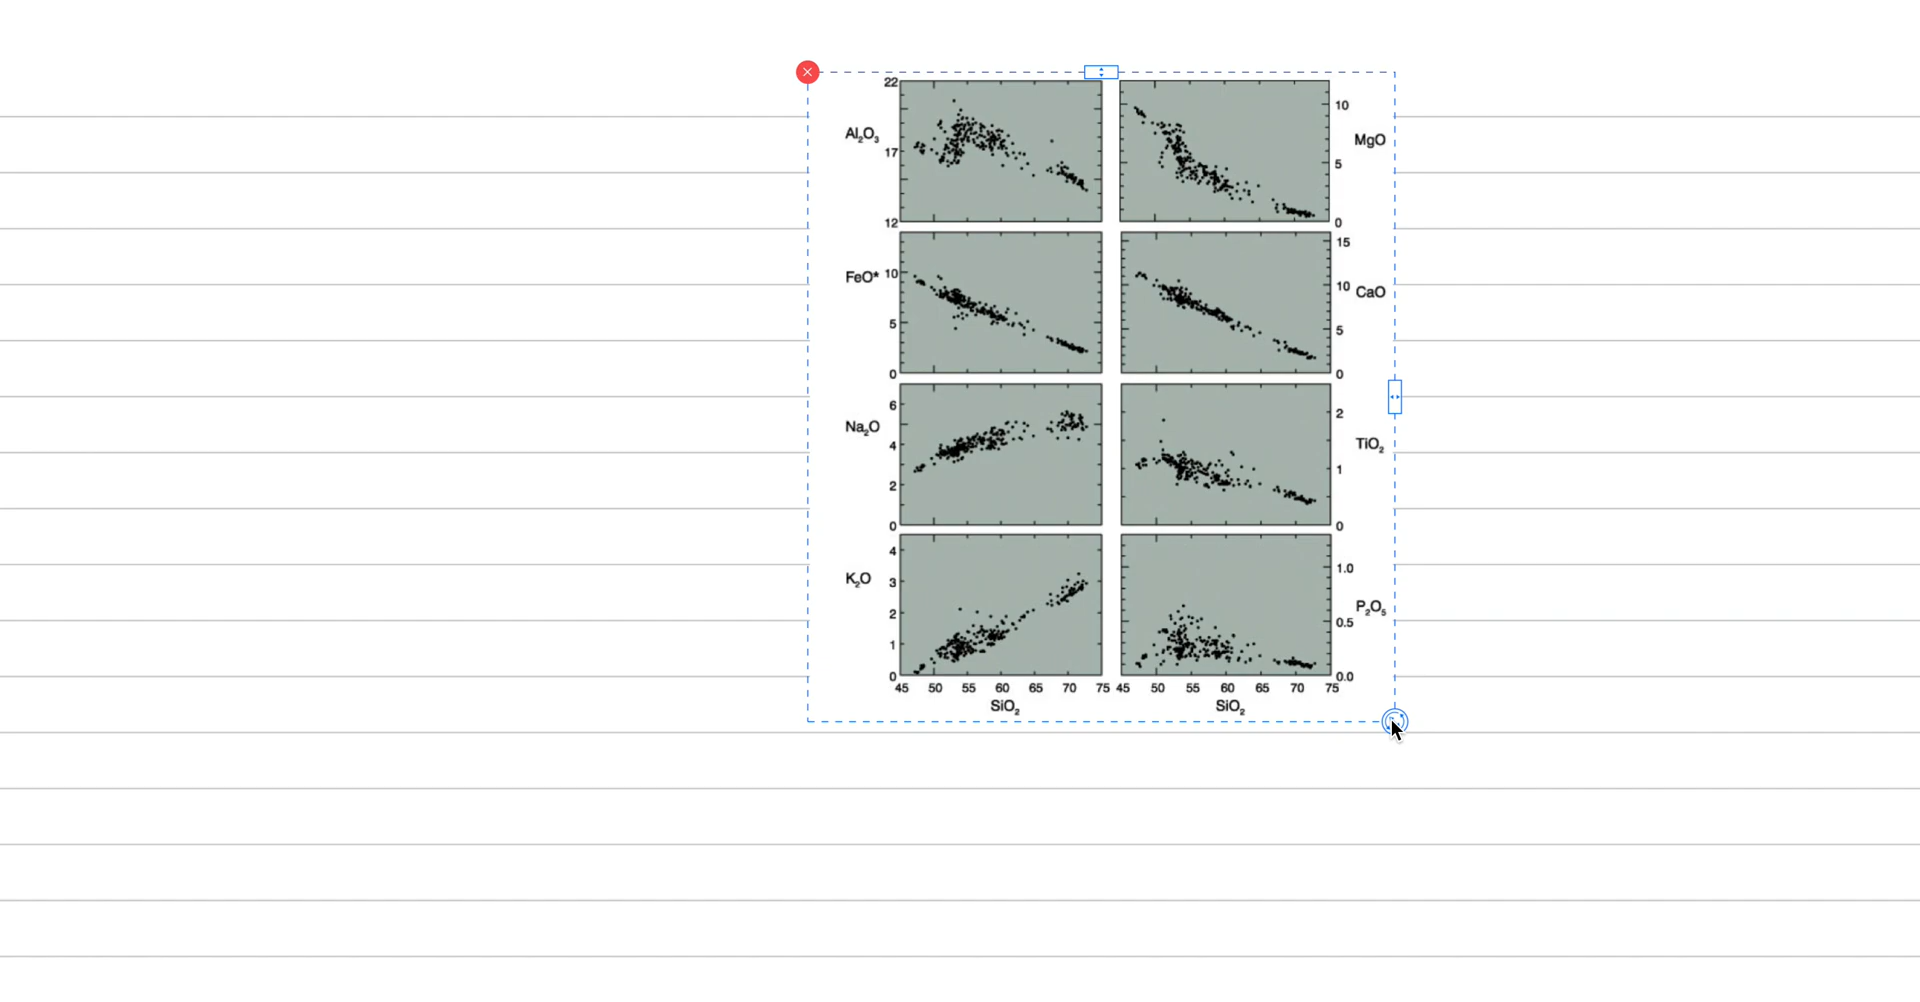 22
Al₂O₃
17
12
10
MgO
5
0
FeO* 10
5
0
15
10 CaO
5
0
6
Na₂O
4
2
0
2
TiO₂
1
0
4
K₂O 3
2
1
0
1.0
P₂O₅
0.5
0.0
45 50 55 60 65 70 75 45 50 55 60 65 70 75
SiO₂ SiO₂